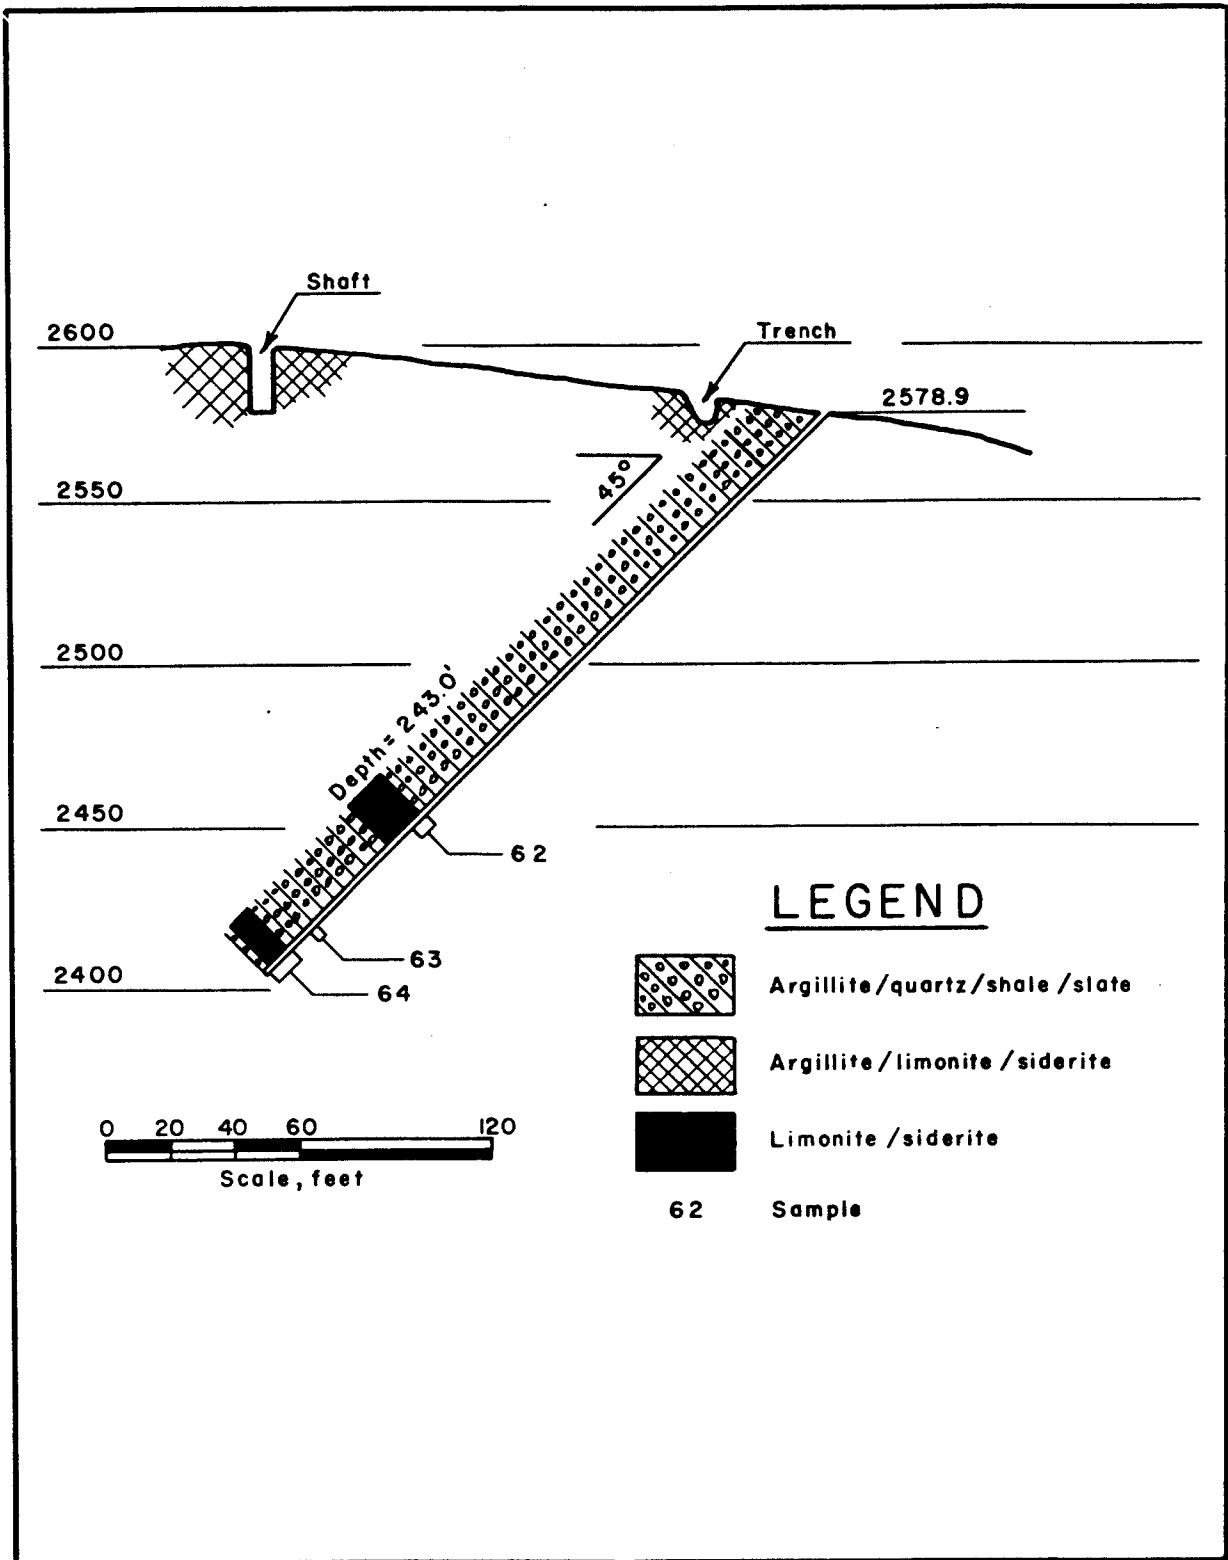 Shaft
2600
Trench
2578.9
45°
2550
2500
Depth = 243.0'
2450
62
63
2400
64
LEGEND
Argillite/quartz/shale/slate
Argillite/limonite/siderite
Limonite/siderite
62 Sample
0 20 40 60 120
Scale, feet